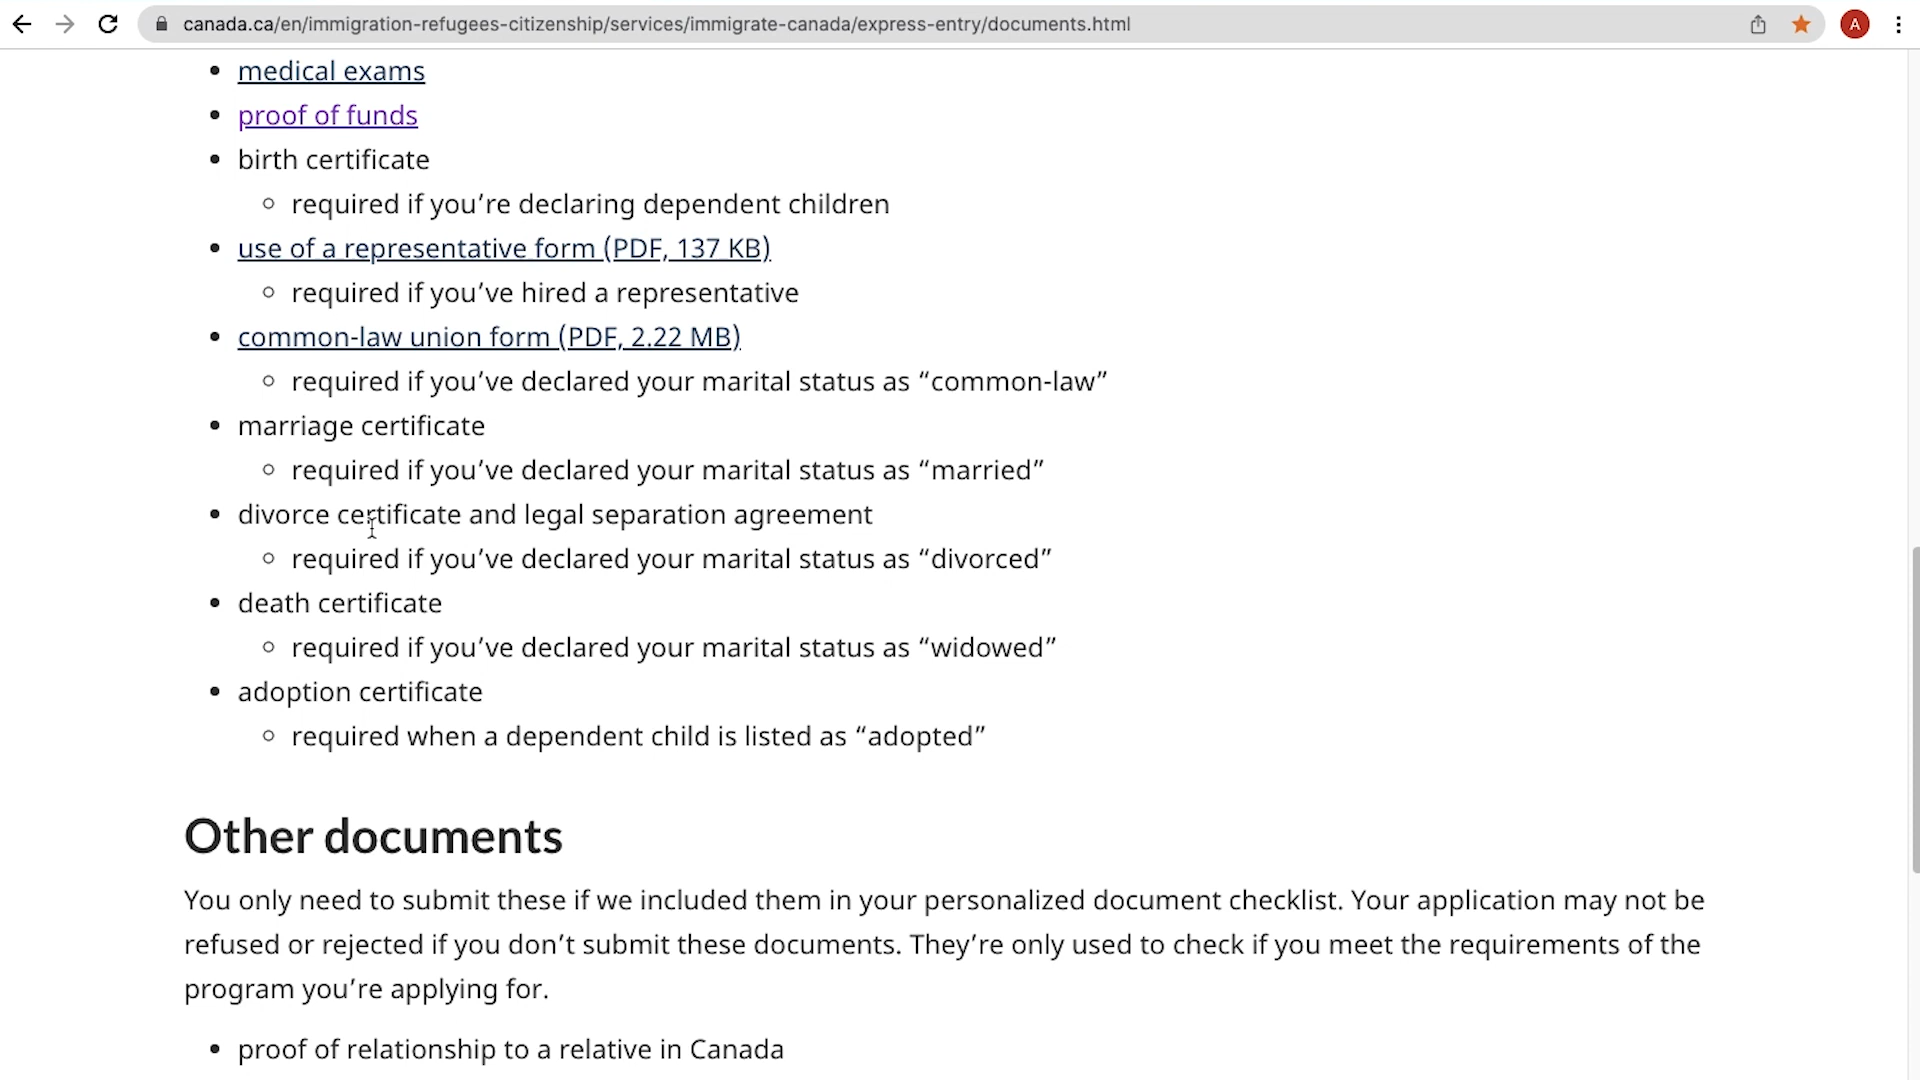 canada.ca/en/immigration-refugees-citizenship/services/immigrate-canada/express-entry/documents.html
A
• medical exams
• proof of funds
• birth certificate
◦ required if you’re declaring dependent children
• use of a representative form (PDF, 137 KB)
◦ required if you’ve hired a representative
• common-law union form (PDF, 2.22 MB)
◦ required if you’ve declared your marital status as “common-law”
• marriage certificate
◦ required if you’ve declared your marital status as “married”
• divorce certificate and legal separation agreement
◦ required if you’ve declared your marital status as “divorced”
• death certificate
◦ required if you’ve declared your marital status as “widowed”
• adoption certificate
◦ required when a dependent child is listed as “adopted”
Other documents
You only need to submit these if we included them in your personalized document checklist. Your application may not be
refused or rejected if you don’t submit these documents. They’re only used to check if you meet the requirements of the
program you’re applying for.
• proof of relationship to a relative in Canada